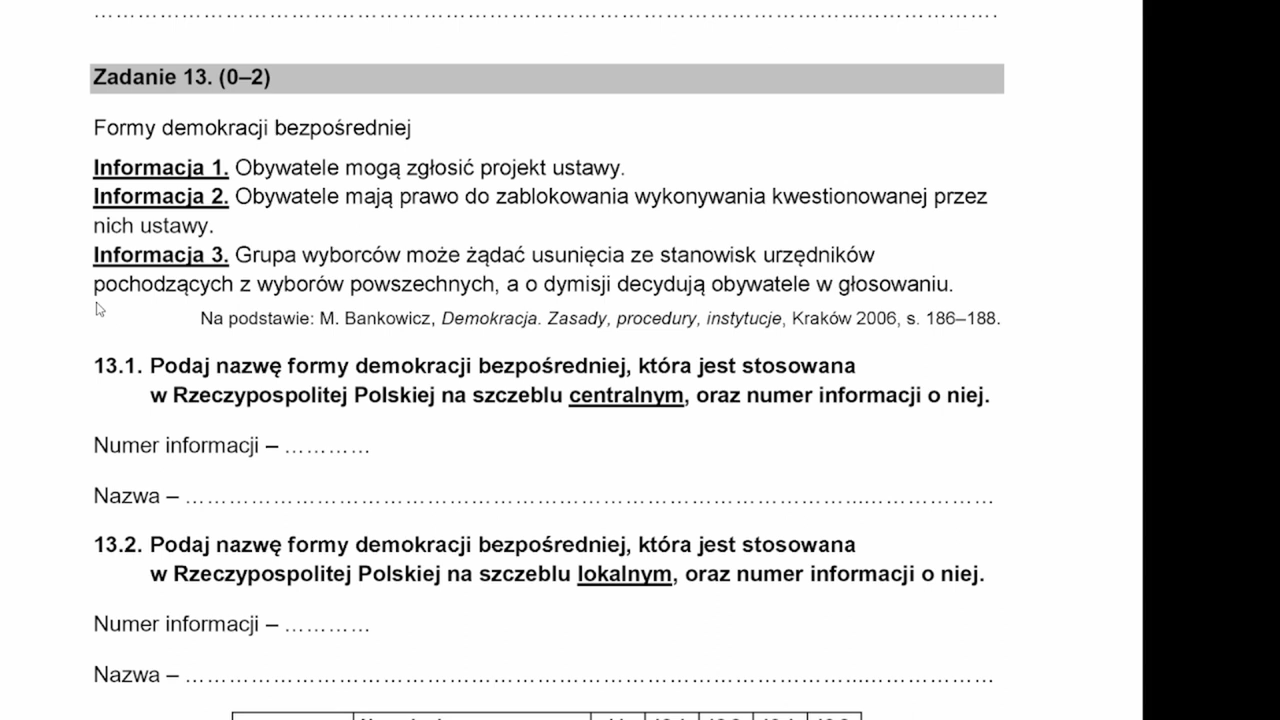 ……………………………………………………………………………………………………………….
Zadanie 13. (0–2)
Formy demokracji bezpośredniej
Informacja 1. Obywatele mogą zgłosić projekt ustawy.
Informacja 2. Obywatele mają prawo do zablokowania wykonywania kwestionowanej przez
nich ustawy.
Informacja 3. Grupa wyborców może żądać usunięcia ze stanowisk urzędników
pochodzących z wyborów powszechnych, a o dymisji decydują obywatele w głosowaniu.
Na podstawie: M. Bankowicz, Demokracja. Zasady, procedury, instytucje, Kraków 2006, s. 186–188.
13.1. Podaj nazwę formy demokracji bezpośredniej, która jest stosowana
w Rzeczypospolitej Polskiej na szczeblu centralnym, oraz numer informacji o niej.
Numer informacji – …………
Nazwa – ……………………………………………………………………………………………
13.2. Podaj nazwę formy demokracji bezpośredniej, która jest stosowana
w Rzeczypospolitej Polskiej na szczeblu lokalnym, oraz numer informacji o niej.
Numer informacji – …………
Nazwa – ……………………………………………………………………………………………